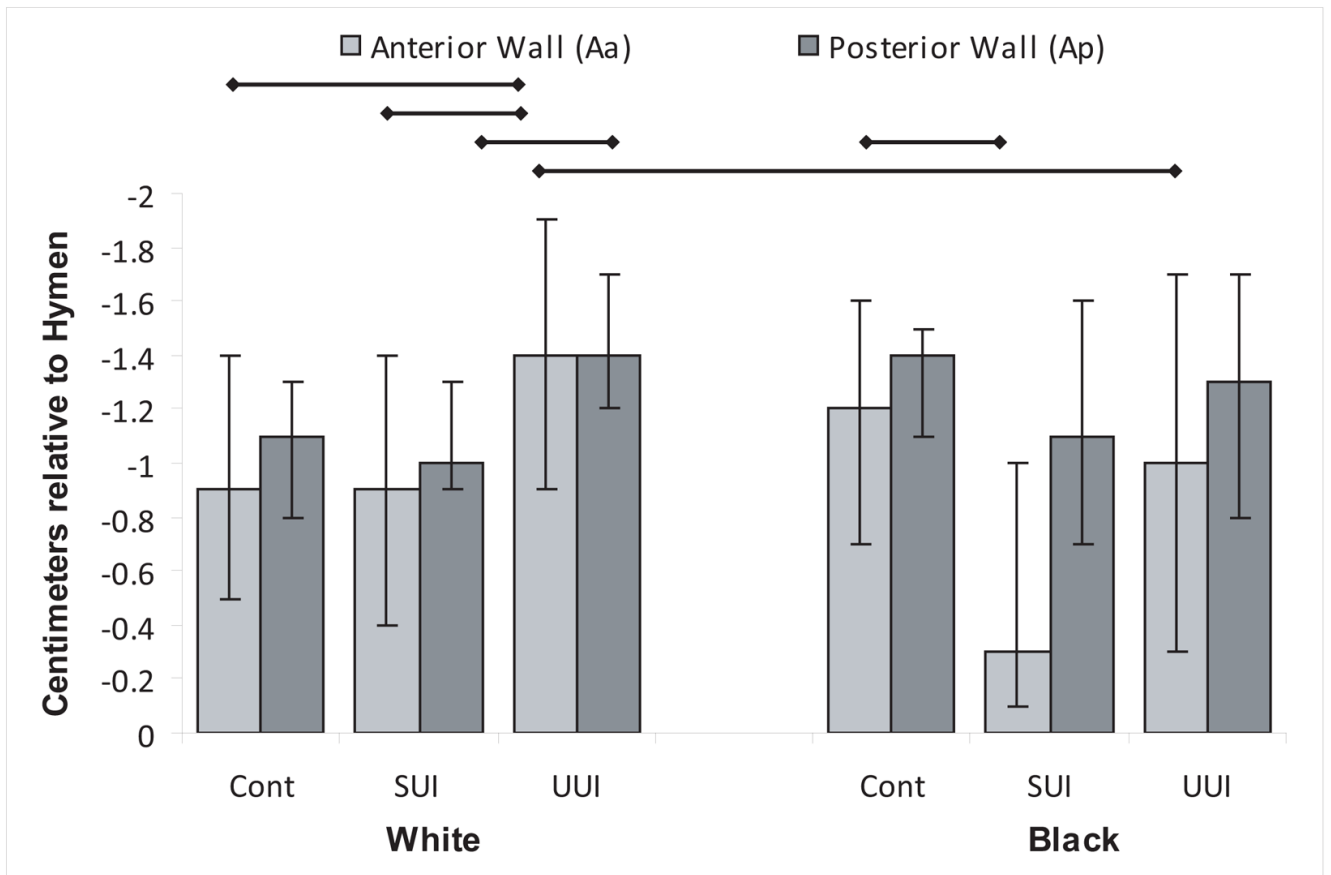 Anterior Wall (Aa) Posterior Wall (Ap)
Centimeters relative to Hymen
-2
-1.8
-1.6
-1.4
-1.2
-1
-0.8
-0.6
-0.4
-0.2
0
Cont SUI UUI Cont SUI UUI
White Black